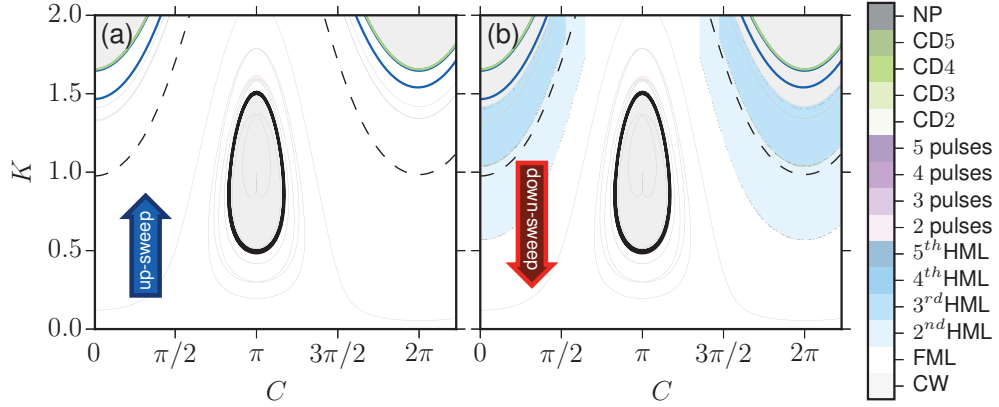 (a)
(b)
NP
CD5
CD4
CD3
CD2
5 pulses
4 pulses
3 pulses
2 pulses
5^{th}HML
4^{th}HML
3^{rd}HML
2^{nd}HML
FML
CW
2.0
1.5
1.0
0.5
0.0
K
up-sweep
down-sweep
0 π/2 π 3π/2 2π
0 π/2 π 3π/2 2π
C
C